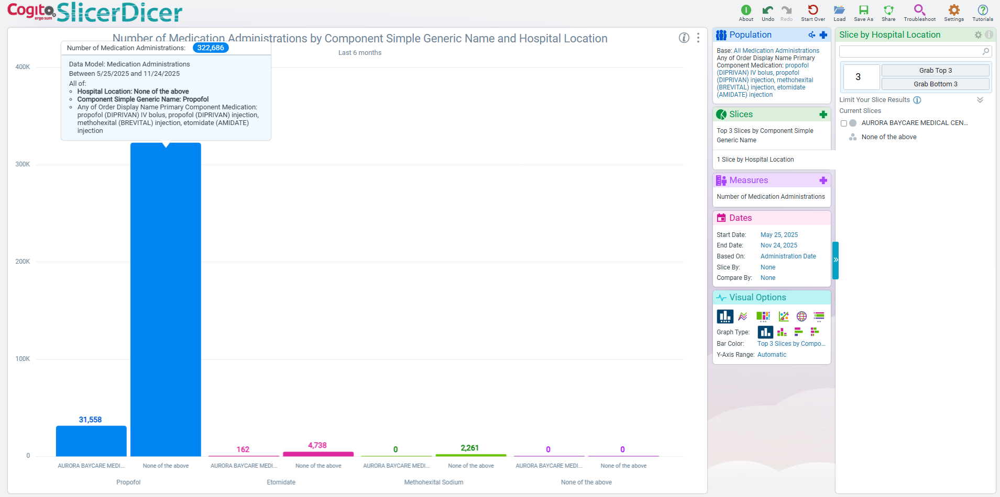 Cogito
ergo sum
SlicerDicer
About
Undo
Redo
Start Over
Load
Save As
Share
Troubleshoot
Settings
Tutorials
Number of Medication Administrations by Component Simple Generic Name and Hospital Location
Last 6 months
Number of Medication Administrations: 322,686
Data Model: Medication Administrations
Between 5/25/2025 and 11/24/2025
All of:
Hospital Location: None of the above
Component Simple Generic Name: Propofol
Any of Order Display Name Primary Component Medication:
propofol (DIPRIVAN) IV bolus, propofol (DIPRIVAN) injection,
methohexital (BREVITAL) injection, etomidate (AMIDATE)
injection
400K
300K
200K
100K
0
31,558
162
4,738
0
2,261
0
0
AURORA BAYCARE MEDI...
None of the above
AURORA BAYCARE MEDI...
None of the above
AURORA BAYCARE MEDI...
None of the above
AURORA BAYCARE MEDI...
None of the above
Propofol
Etomidate
Methohexital Sodium
None of the above
Population
Base: All Medication Administrations
Any of Order Display Name Primary
Component Medication: propofol
(DIPRIVAN) IV bolus, propofol
(DIPRIVAN) injection, methohexital
(BREVITAL) injection, etomidate
(AMIDATE) injection
Slices
Top 3 Slices by Component Simple
Generic Name
1 Slice by Hospital Location
Measures
Number of Medication Administrations
Dates
Start Date: May 25, 2025
End Date: Nov 24, 2025
Based On: Administration Date
Slice By: None
Compare By: None
Visual Options
Graph Type:
Bar Color: Top 3 Slices by Compo...
Y-Axis Range: Automatic
Slice by Hospital Location
3
Grab Top 3
Grab Bottom 3
Limit Your Slice Results
Current Slices
AURORA BAYCARE MEDICAL CEN...
None of the above